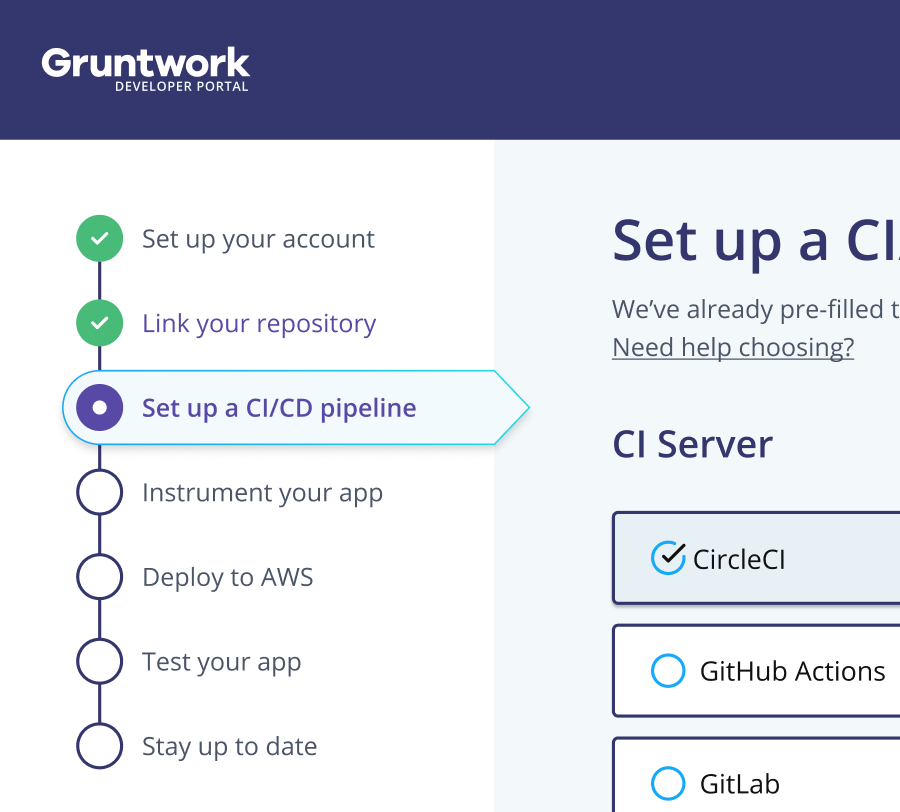 Gruntwork
DEVELOPER PORTAL
Set up your account
Link your repository
Set up a CI/CD pipeline
Instrument your app
Deploy to AWS
Test your app
Stay up to date
Set up a CI/
We’ve already pre-filled t
Need help choosing?
CI Server
CircleCI
GitHub Actions
GitLab